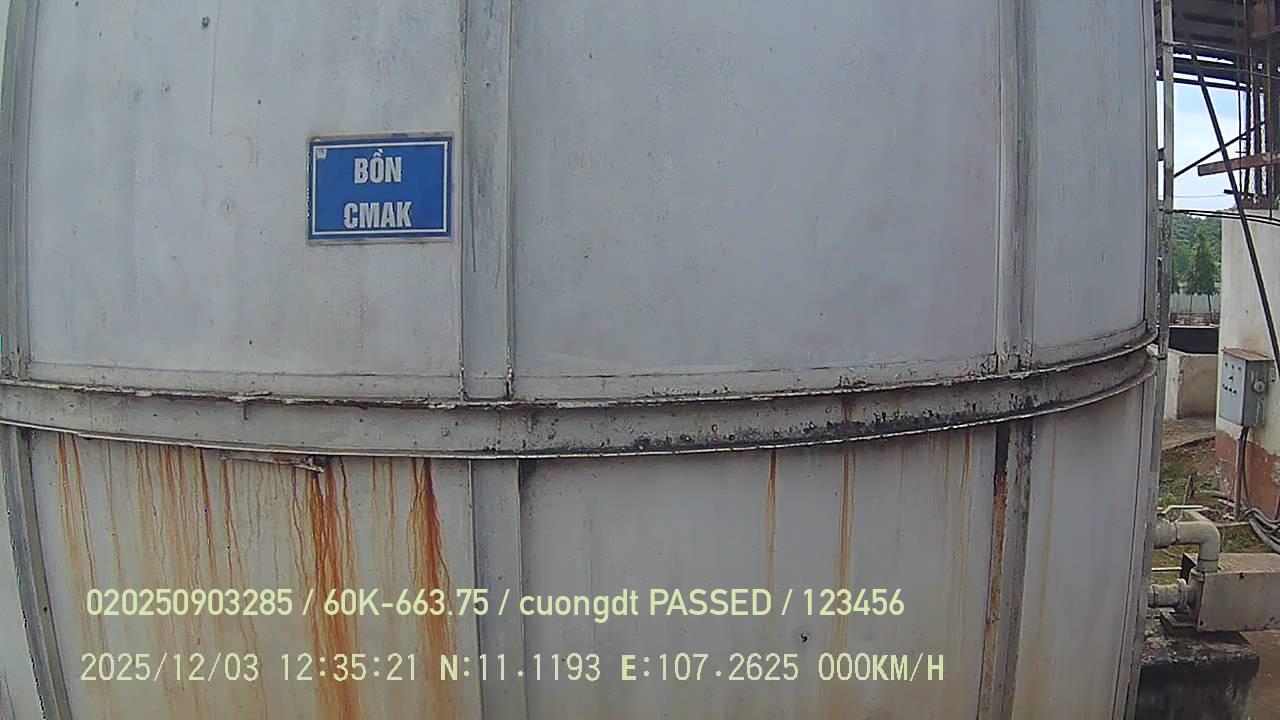 BỒN
CMAK
020250903285 / 60K-663.75 / cuongdt PASSED / 123456
2025/12/03 12:35:21 N:11.1193 E:107.2625 000KM/H